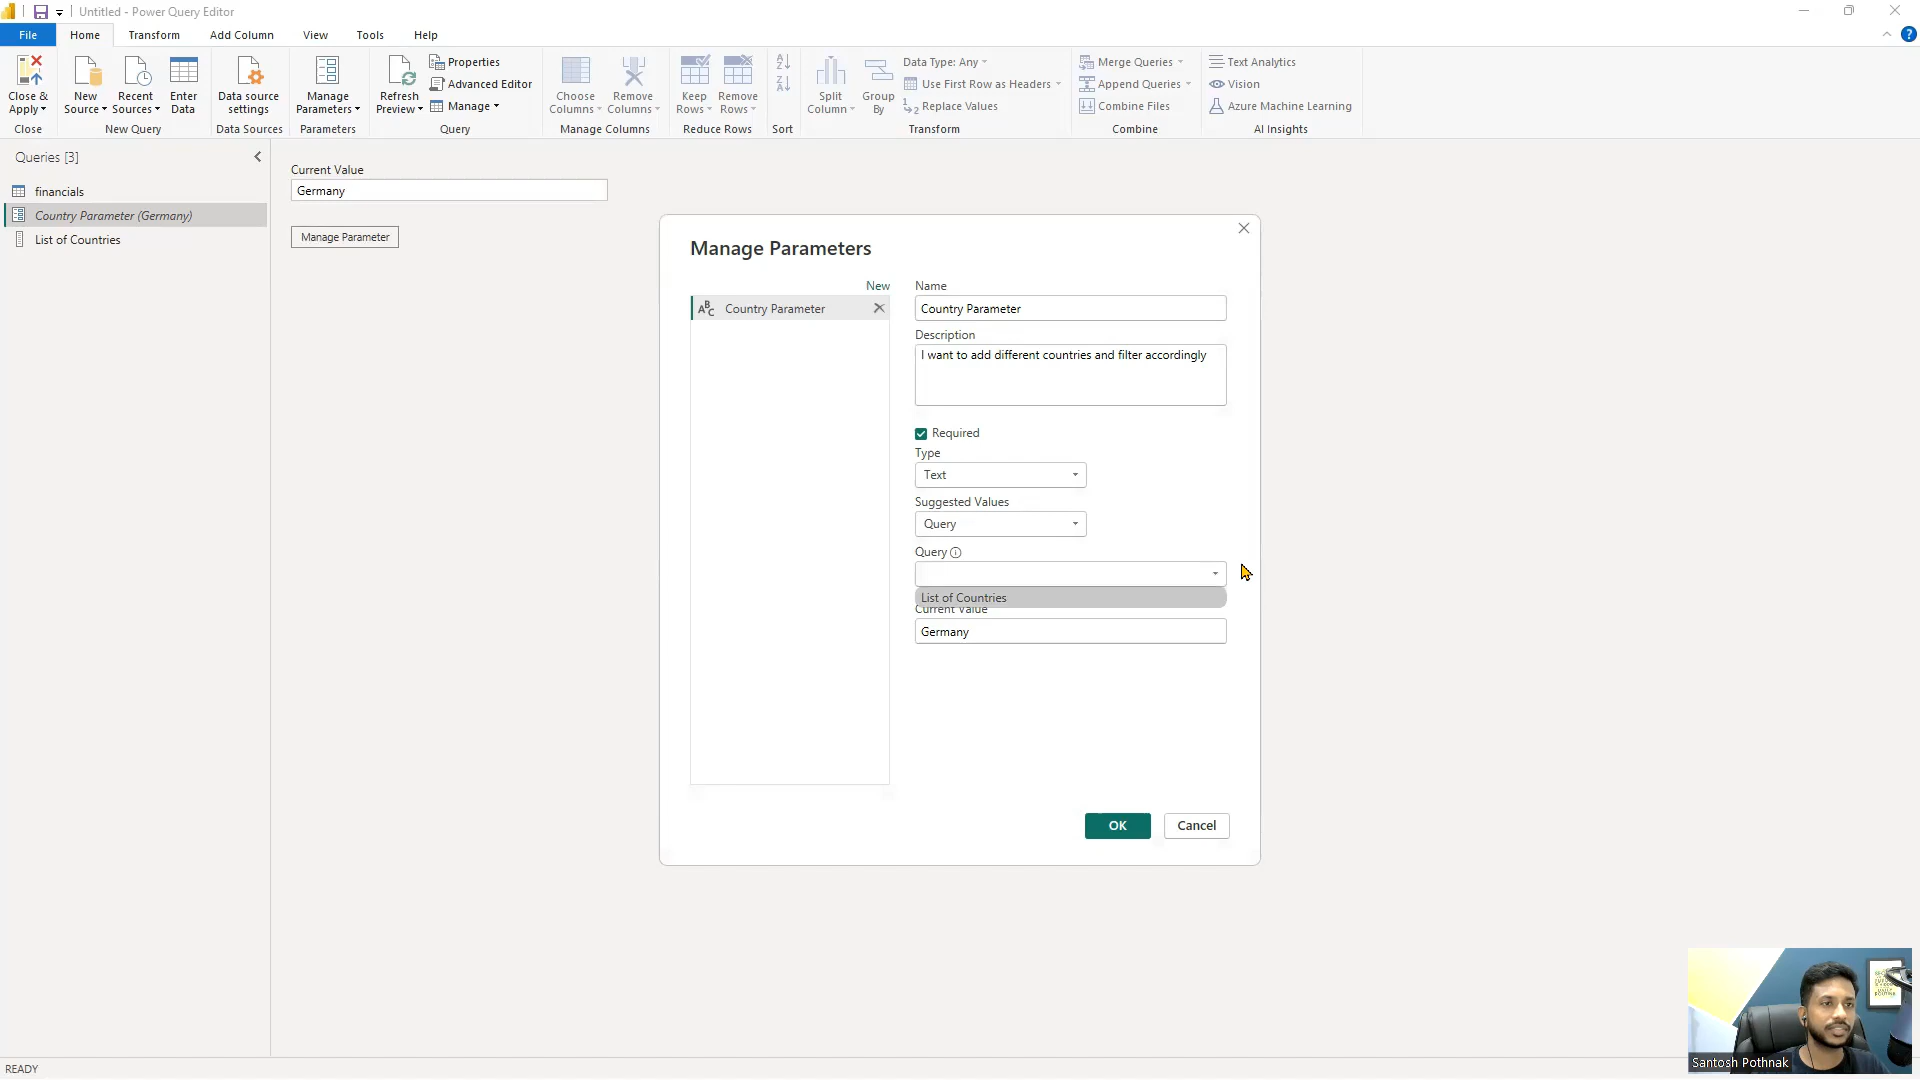 Untitled - Power Query Editor
File Home Transform Add Column View Tools Help
Close & Apply
New Source
Recent Sources
Enter Data
Data source settings
Manage Parameters
Refresh Preview
Properties
Advanced Editor
Manage
Choose Columns
Remove Columns
Keep Rows
Remove Rows
Split Column
Group By
Data Type: Any
Use First Row as Headers
Replace Values
Merge Queries
Append Queries
Combine Files
Text Analytics
Vision
Azure Machine Learning
Close New Query Data Sources Parameters Query Manage Columns Reduce Rows Sort Transform Combine AI Insights
Queries [3]
financials
Country Parameter (Germany)
List of Countries
Current Value
Germany
Manage Parameter
Manage Parameters
New
Country Parameter
Name
Country Parameter
Description
I want to add different countries and filter accordingly
Required
Type
Text
Suggested Values
Query
Query
List of Countries
Current Value
Germany
OK Cancel
READY
Santosh Pothnak